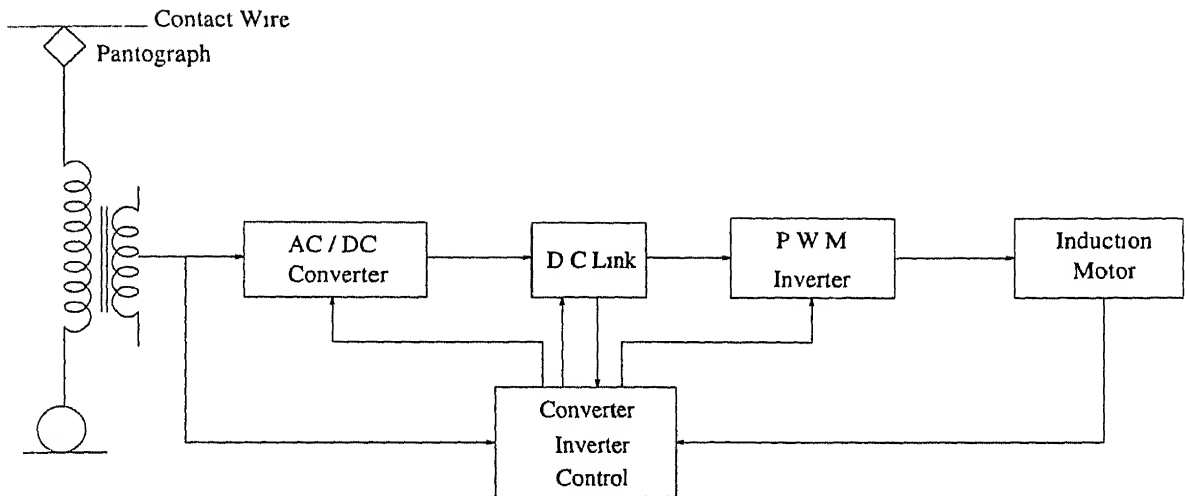 Contact Wire
Pantograph
AC / DC
Converter
D C Link
P W M
Inverter
Induction
Motor
Converter
Inverter
Control